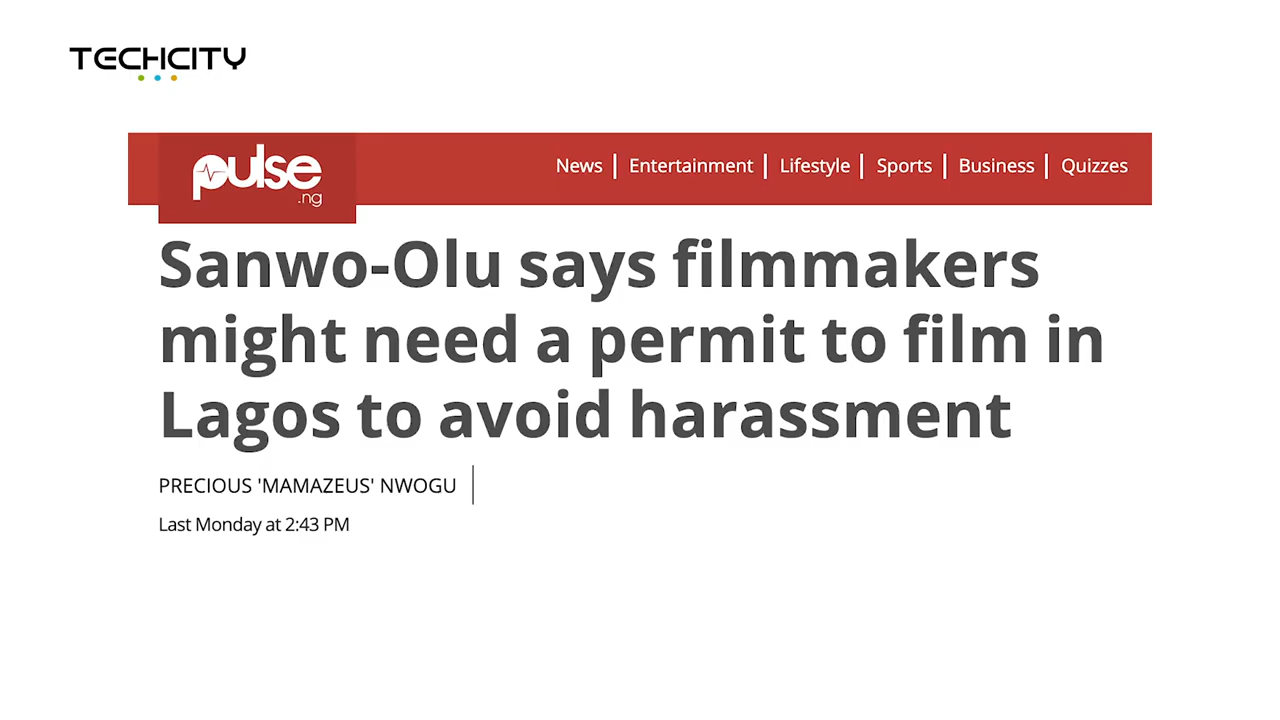 TECHCITY
pulse
.ng
News | Entertainment | Lifestyle | Sports | Business | Quizzes
Sanwo-Olu says filmmakers
might need a permit to film in
Lagos to avoid harassment
PRECIOUS 'MAMAZEUS' NWOGU
Last Monday at 2:43 PM